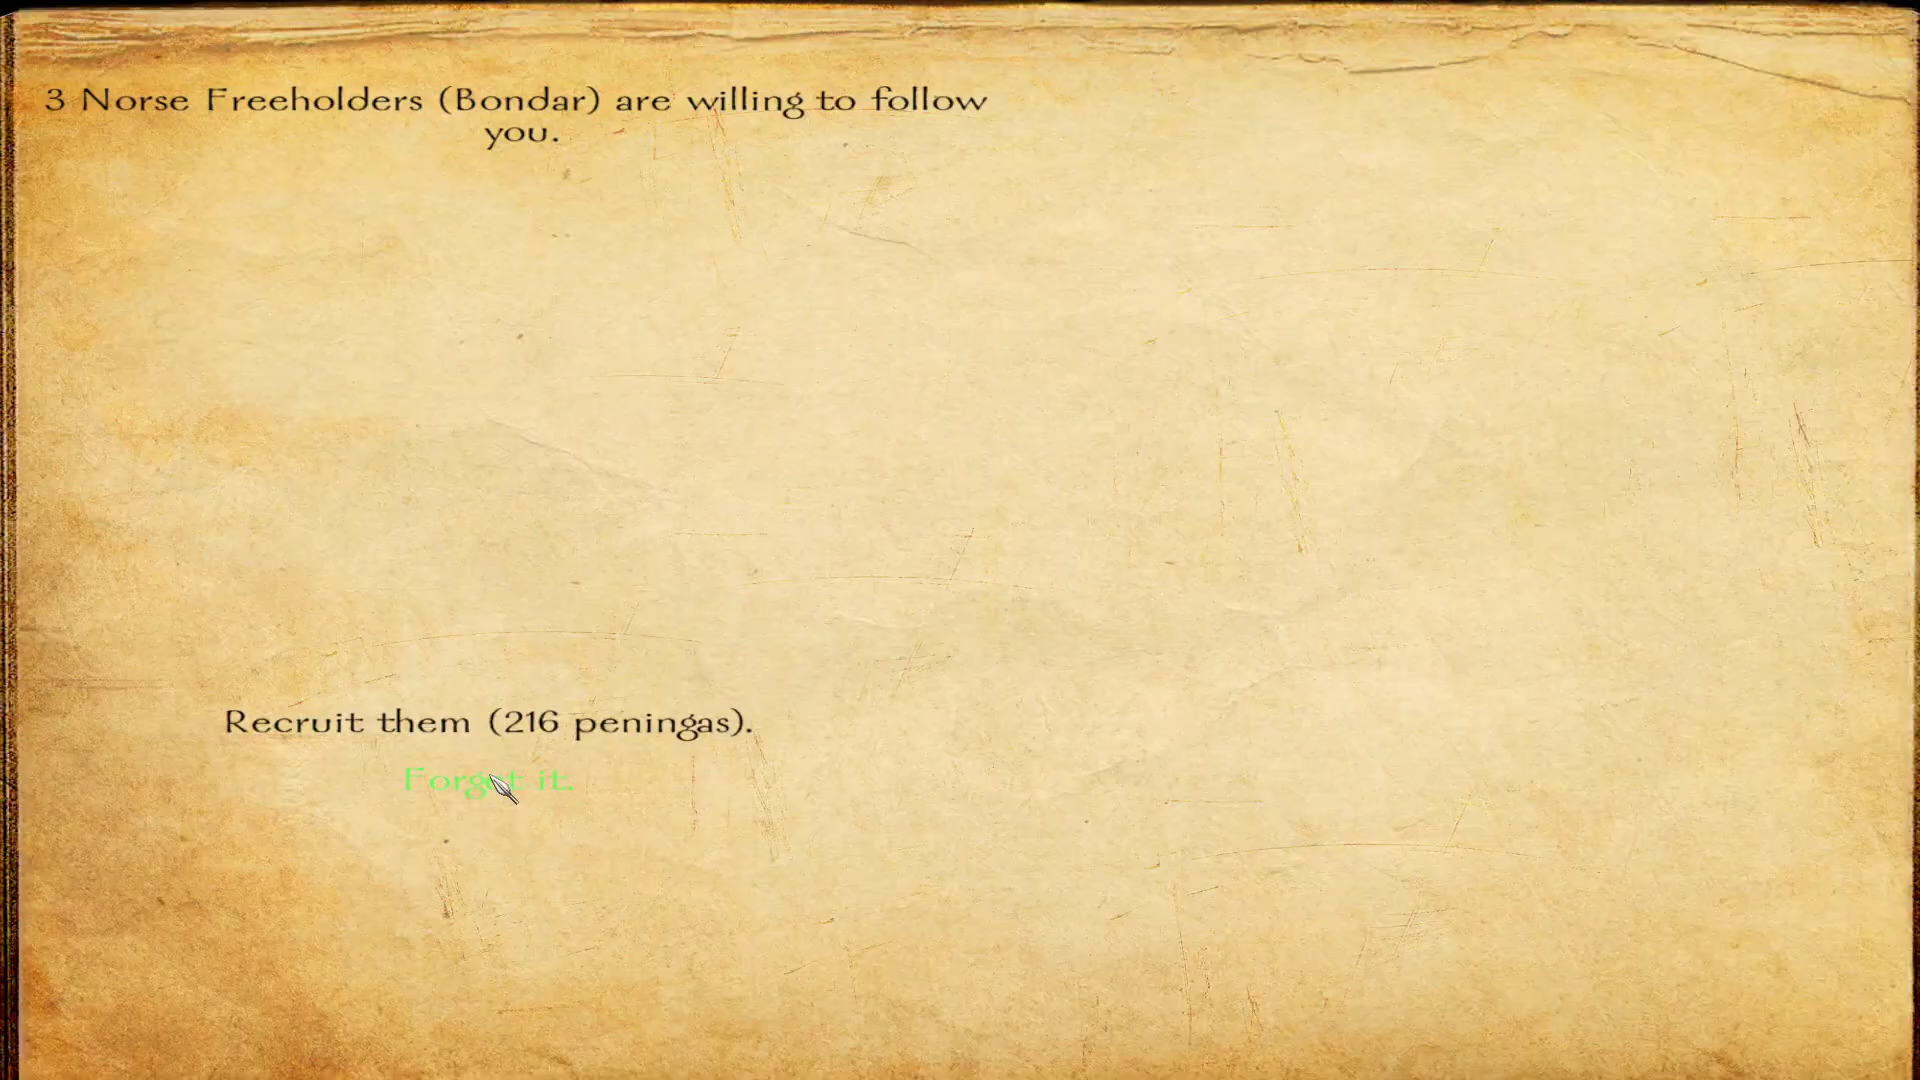 3 Norse Freeholders (Bondar) are willing to follow
you.
Recruit them (216 peningas).
Forget it.